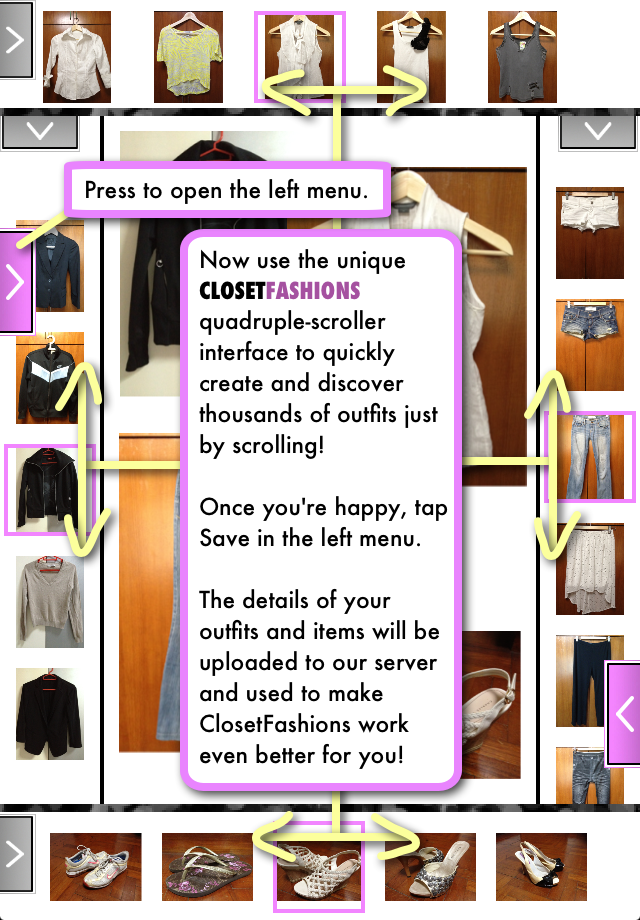 Press to open the left menu.
Now use the unique
CLOSETFASHIONS
quadruple-scroller
interface to quickly
create and discover
thousands of outfits just
by scrolling!
Once you're happy, tap
Save in the left menu.
The details of your
outfits and items will be
uploaded to our server
and used to make
ClosetFashions work
even better for you!